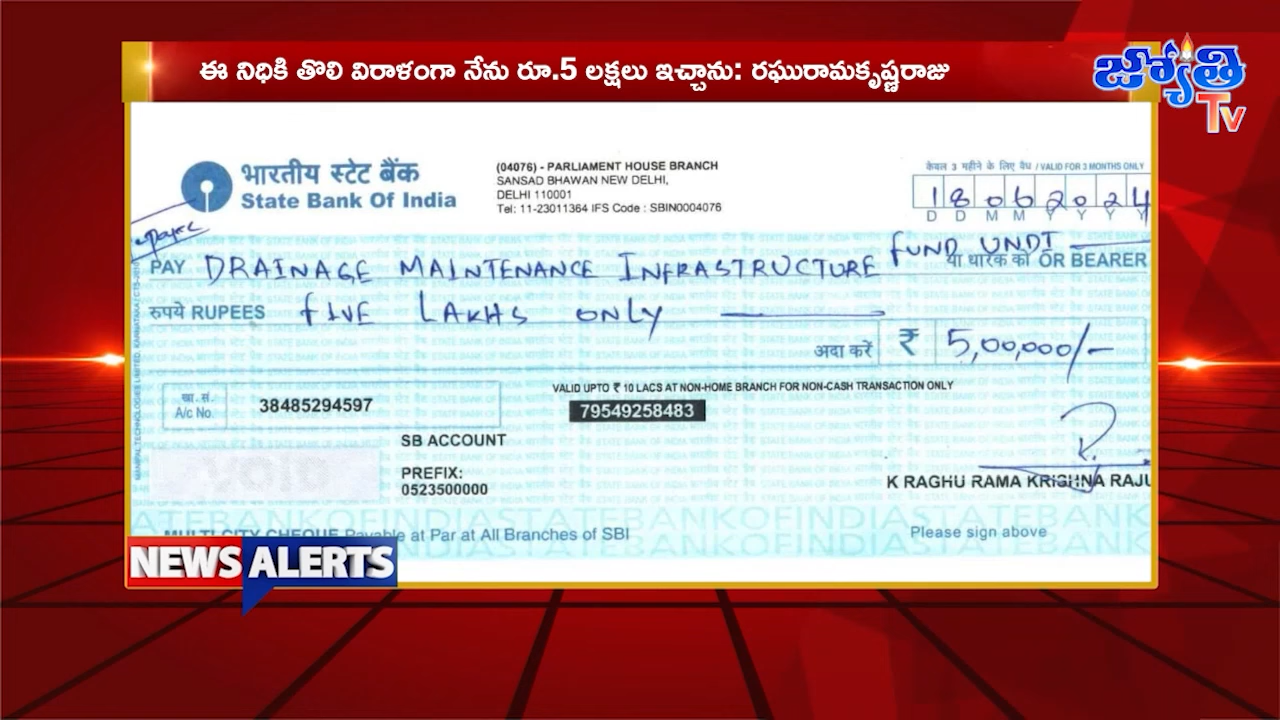 ఈ నిధికి తొలి విరాళంగా నేను రూ.5 లక్షలు ఇచ్చాను: రఘురామకృష్ణరాజు
జ్యోతి
Tv
भारतीय स्टेट बैंक
State Bank Of India
(04076) - PARLIAMENT HOUSE BRANCH
SANSAD BHAWAN NEW DELHI,
DELHI 110001
Tel: 11-23011364 IFS Code : SBIN0004076
केवल 3 महीने के लिए वैध / VALID FOR 3 MONTHS ONLY
18062024
D D M M Y Y Y Y
PAY DRAINAGE MAINTENANCE INFRASTRUCTURE FUND UNDT
या धारक को OR BEARER
रुपये RUPEES FIVE LAKHS ONLY
अदा करें ₹ 5,00,000/-
खा. सं.
A/c No. 38485294597
VALID UPTO ₹ 10 LACS AT NON-HOME BRANCH FOR NON-CASH TRANSACTION ONLY
79549258483
SB ACCOUNT
PREFIX:
0523500000
K RAGHU RAMA KRISHNA RAJU
MULTI-CITY CHEQUE Payable at Par at All Branches of SBI
Please sign above
NEWS ALERTS